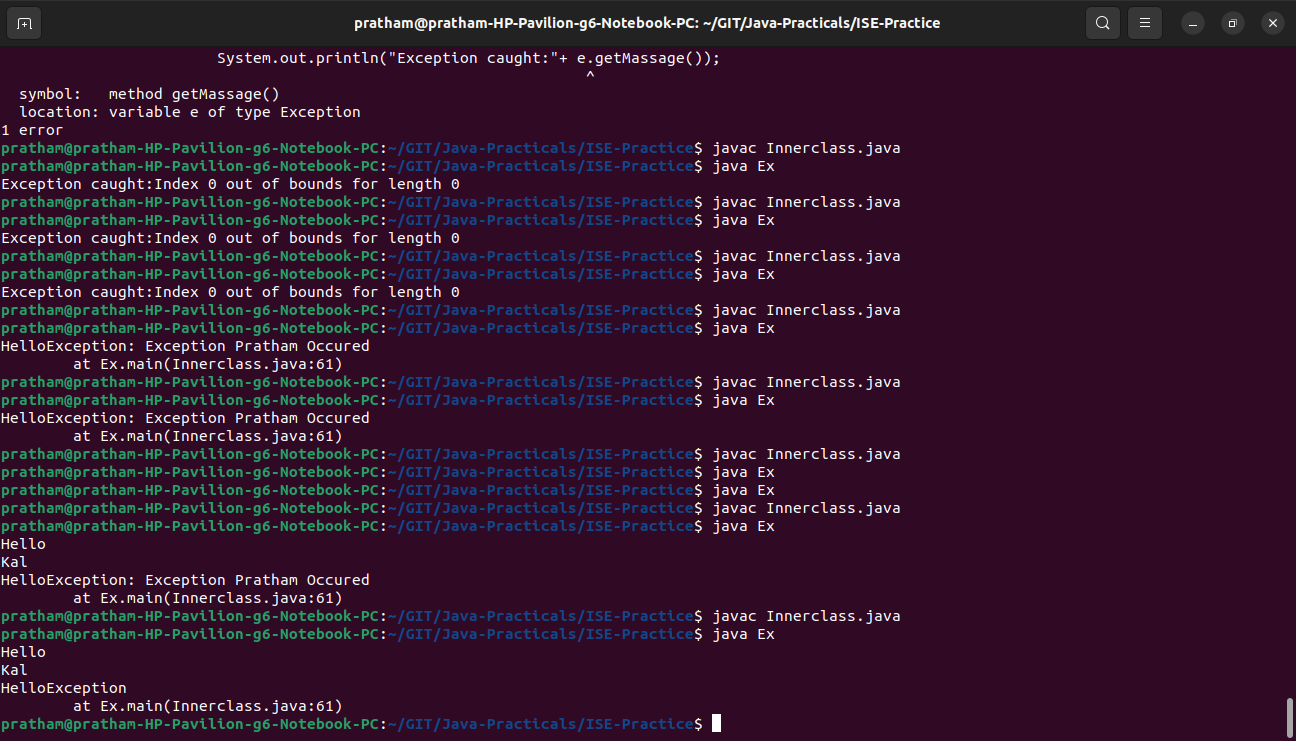 pratham@pratham-HP-Pavilion-g6-Notebook-PC: ~/GIT/Java-Practicals/ISE-Practice
System.out.println("Exception caught:"+ e.getMassage());
^
symbol:   method getMassage()
location: variable e of type Exception
1 error
pratham@pratham-HP-Pavilion-g6-Notebook-PC:~/GIT/Java-Practicals/ISE-Practice$ javac Innerclass.java
pratham@pratham-HP-Pavilion-g6-Notebook-PC:~/GIT/Java-Practicals/ISE-Practice$ java Ex
Exception caught:Index 0 out of bounds for length 0
pratham@pratham-HP-Pavilion-g6-Notebook-PC:~/GIT/Java-Practicals/ISE-Practice$ javac Innerclass.java
pratham@pratham-HP-Pavilion-g6-Notebook-PC:~/GIT/Java-Practicals/ISE-Practice$ java Ex
Exception caught:Index 0 out of bounds for length 0
pratham@pratham-HP-Pavilion-g6-Notebook-PC:~/GIT/Java-Practicals/ISE-Practice$ javac Innerclass.java
pratham@pratham-HP-Pavilion-g6-Notebook-PC:~/GIT/Java-Practicals/ISE-Practice$ java Ex
Exception caught:Index 0 out of bounds for length 0
pratham@pratham-HP-Pavilion-g6-Notebook-PC:~/GIT/Java-Practicals/ISE-Practice$ javac Innerclass.java
pratham@pratham-HP-Pavilion-g6-Notebook-PC:~/GIT/Java-Practicals/ISE-Practice$ java Ex
HelloException: Exception Pratham Occured
at Ex.main(Innerclass.java:61)
pratham@pratham-HP-Pavilion-g6-Notebook-PC:~/GIT/Java-Practicals/ISE-Practice$ javac Innerclass.java
pratham@pratham-HP-Pavilion-g6-Notebook-PC:~/GIT/Java-Practicals/ISE-Practice$ java Ex
HelloException: Exception Pratham Occured
at Ex.main(Innerclass.java:61)
pratham@pratham-HP-Pavilion-g6-Notebook-PC:~/GIT/Java-Practicals/ISE-Practice$ javac Innerclass.java
pratham@pratham-HP-Pavilion-g6-Notebook-PC:~/GIT/Java-Practicals/ISE-Practice$ java Ex
pratham@pratham-HP-Pavilion-g6-Notebook-PC:~/GIT/Java-Practicals/ISE-Practice$ java Ex
pratham@pratham-HP-Pavilion-g6-Notebook-PC:~/GIT/Java-Practicals/ISE-Practice$ javac Innerclass.java
pratham@pratham-HP-Pavilion-g6-Notebook-PC:~/GIT/Java-Practicals/ISE-Practice$ java Ex
Hello
Kal
HelloException: Exception Pratham Occured
at Ex.main(Innerclass.java:61)
pratham@pratham-HP-Pavilion-g6-Notebook-PC:~/GIT/Java-Practicals/ISE-Practice$ javac Innerclass.java
pratham@pratham-HP-Pavilion-g6-Notebook-PC:~/GIT/Java-Practicals/ISE-Practice$ java Ex
Hello
Kal
HelloException
at Ex.main(Innerclass.java:61)
pratham@pratham-HP-Pavilion-g6-Notebook-PC:~/GIT/Java-Practicals/ISE-Practice$